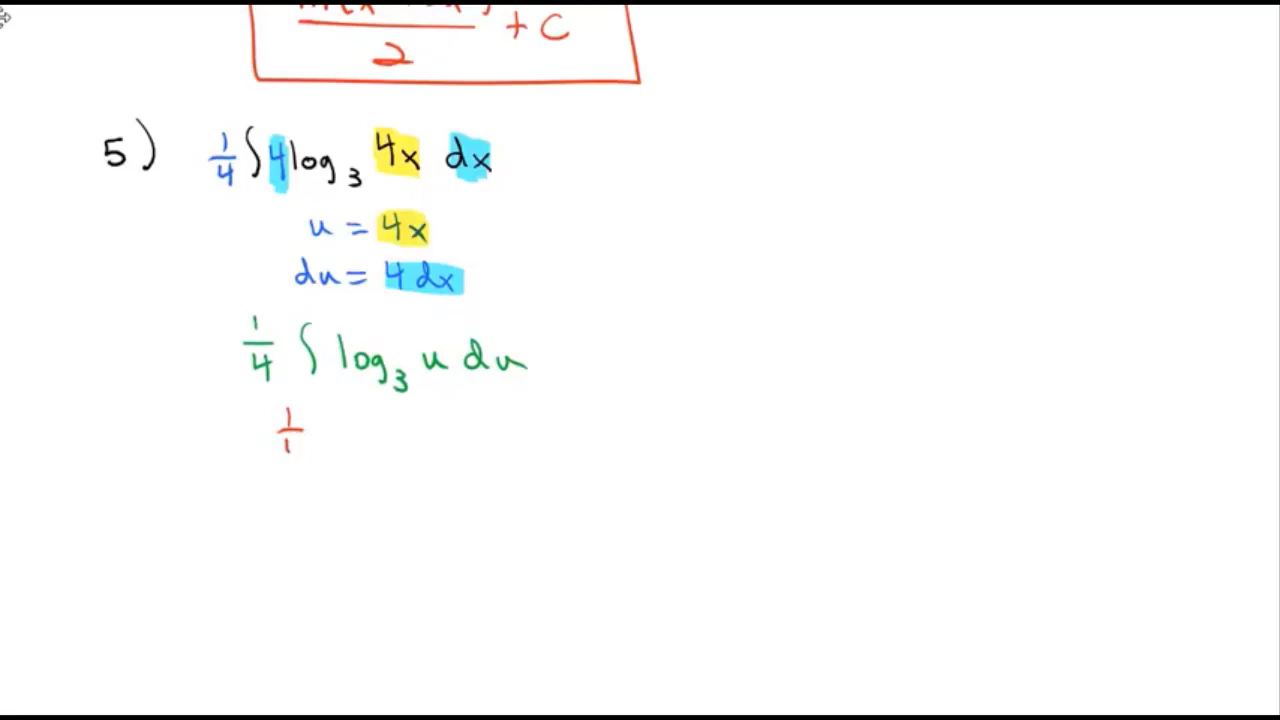 + C
2
5) 1/4 ∫ 4 log₃ 4x dx
u = 4x
du = 4 dx
1/4 ∫ log₃ u du
1/1